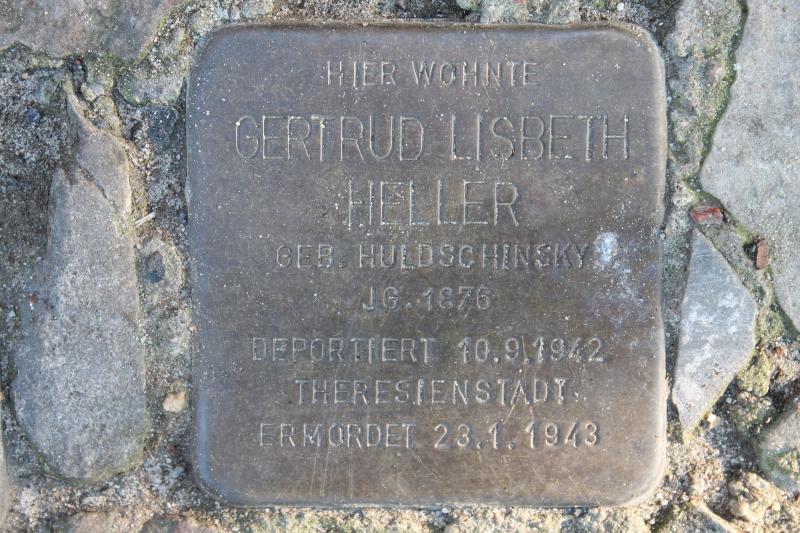 HIER WOHNTE
GERTRUD LISBETH
HELLER
GEB. HULDSCHINSKY
JG. 1876
DEPORTIERT 10.9.1942
THERESIENSTADT
ERMORDET 23.1.1943